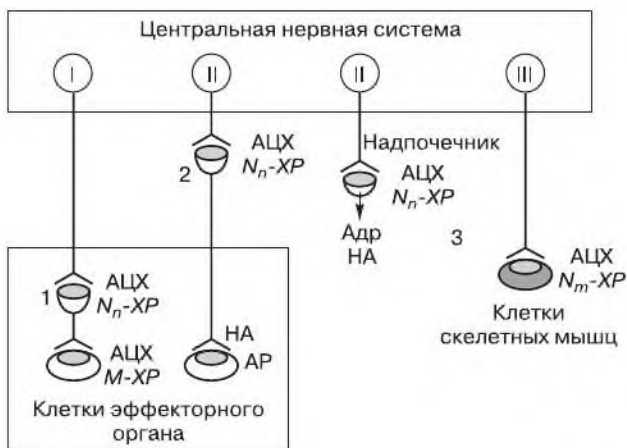 Центральная нервная система
I
II
II
III
АЦХ
Nn-ХР
2
Надпочечник
АЦХ
Nn-ХР
Адр
НА
3
АЦХ
Nm-ХР
Клетки
скелетных мышц
1
АЦХ
Nn-ХР
АЦХ
М-ХР
НА
АР
Клетки эффекторного
органа